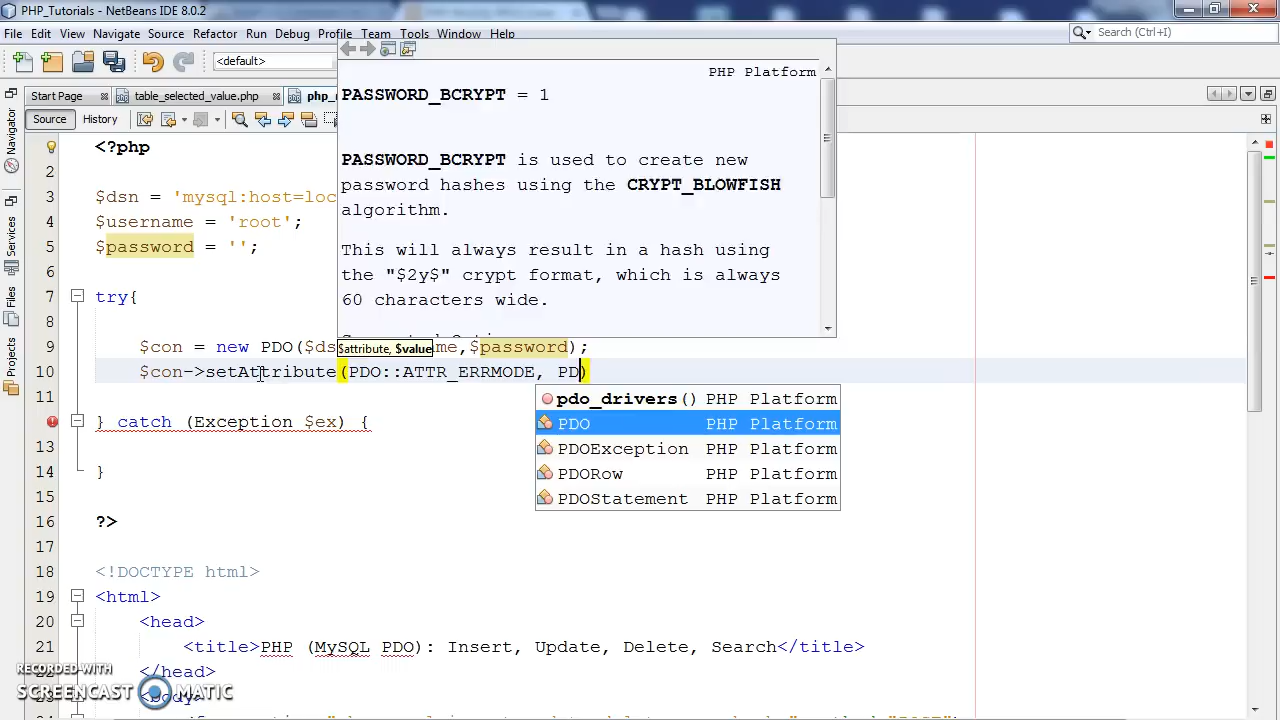 PHP_Tutorials - NetBeans IDE 8.0.2
File Edit View Navigate Source Refactor Run Debug Profile Team Tools Window Help
Search (Ctrl+I)
<default>
Start Page table_selected_value.php
Source History
PHP Platform
PASSWORD_BCRYPT = 1
PASSWORD_BCRYPT is used to create new
password hashes using the CRYPT_BLOWFISH
algorithm.
This will always result in a hash using
the "$2y$" crypt format, which is always
60 characters wide.
Navigator
Services
Files
Projects
<?php
2
3 $dsn = 'mysql:host=loc
4 $username = 'root';
5 $password = '';
6
7 try{
8
9 $con = new PDO($ds me,$password);
$attribute, $value
10 $con->setAttribute(PDO::ATTR_ERRMODE, PD)
11
} catch (Exception $ex) {
13
14 }
15
16 ?>
17
18 <!DOCTYPE html>
19 <html>
20 <head>
21 <title>PHP (MySQL PDO): Insert, Update, Delete, Search</title>
22 </head>
23 <body>
pdo_drivers() PHP Platform
PDO PHP Platform
PDOException PHP Platform
PDORow PHP Platform
PDOStatement PHP Platform
RECORDED WITH
SCREENCAST MATIC